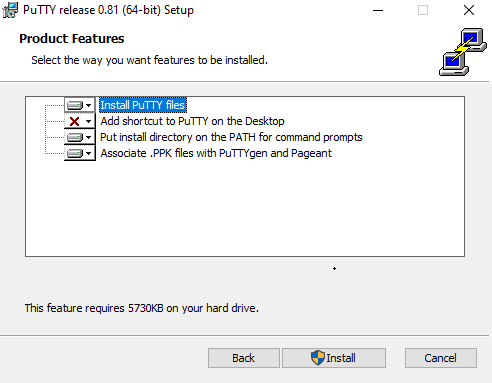 PuTTY release 0.81 (64-bit) Setup
Product Features
Select the way you want features to be installed.
Install PuTTY files
Add shortcut to PuTTY on the Desktop
Put install directory on the PATH for command prompts
Associate .PPK files with PuTTYgen and Pageant
This feature requires 5730KB on your hard drive.
Back
Install
Cancel